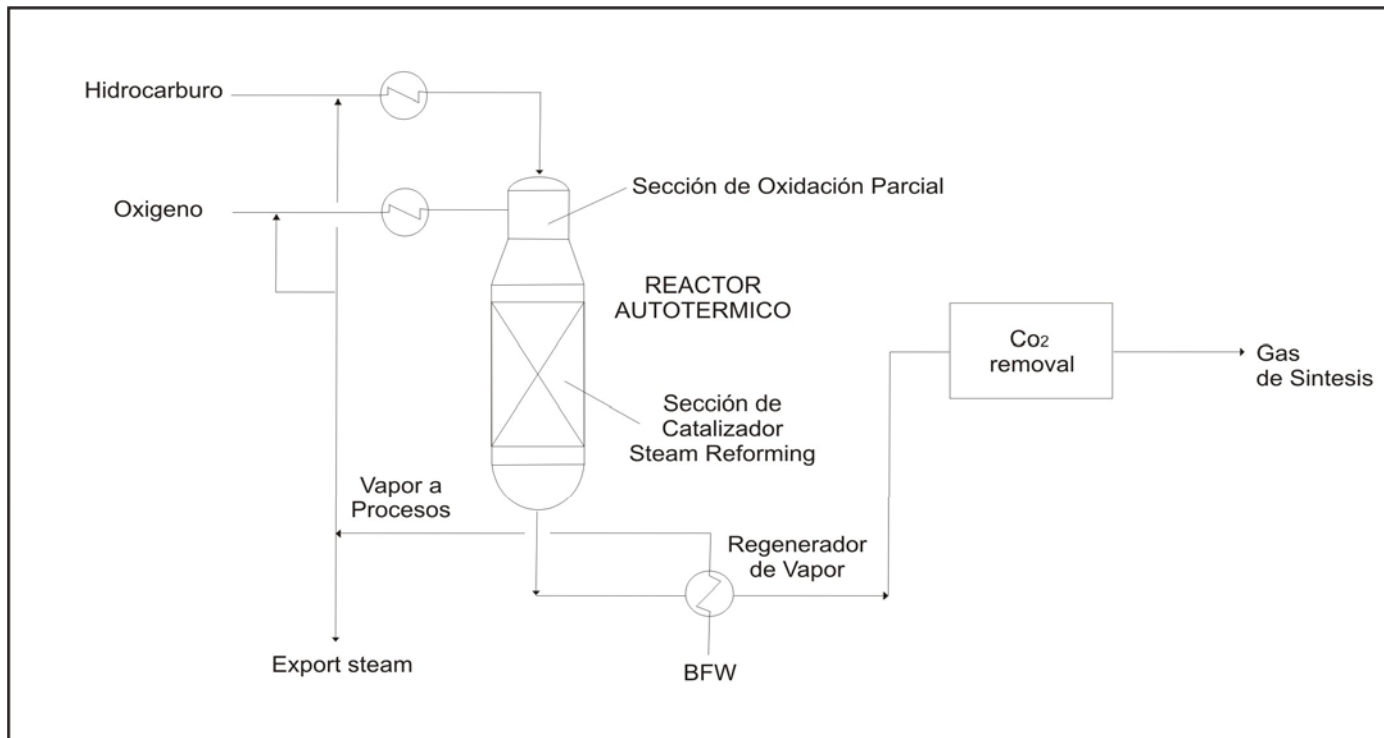 Hidrocarburo
Oxigeno
Sección de Oxidación Parcial
REACTOR
AUTOTERMICO
Co2
removal
Gas
de Sintesis
Sección de
Catalizador
Steam Reforming
Vapor a
Procesos
Regenerador
de Vapor
Export steam
BFW